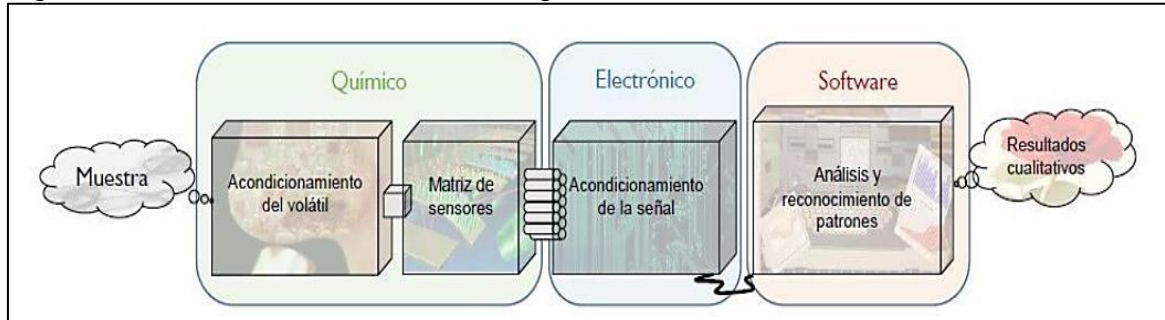 Químico
Electrónico
Software
Muestra
Acondicionamiento
del volátil
Matriz de
sensores
Acondicionamiento
de la señal
Análisis y
reconocimiento de
patrones
Resultados
cualitativos